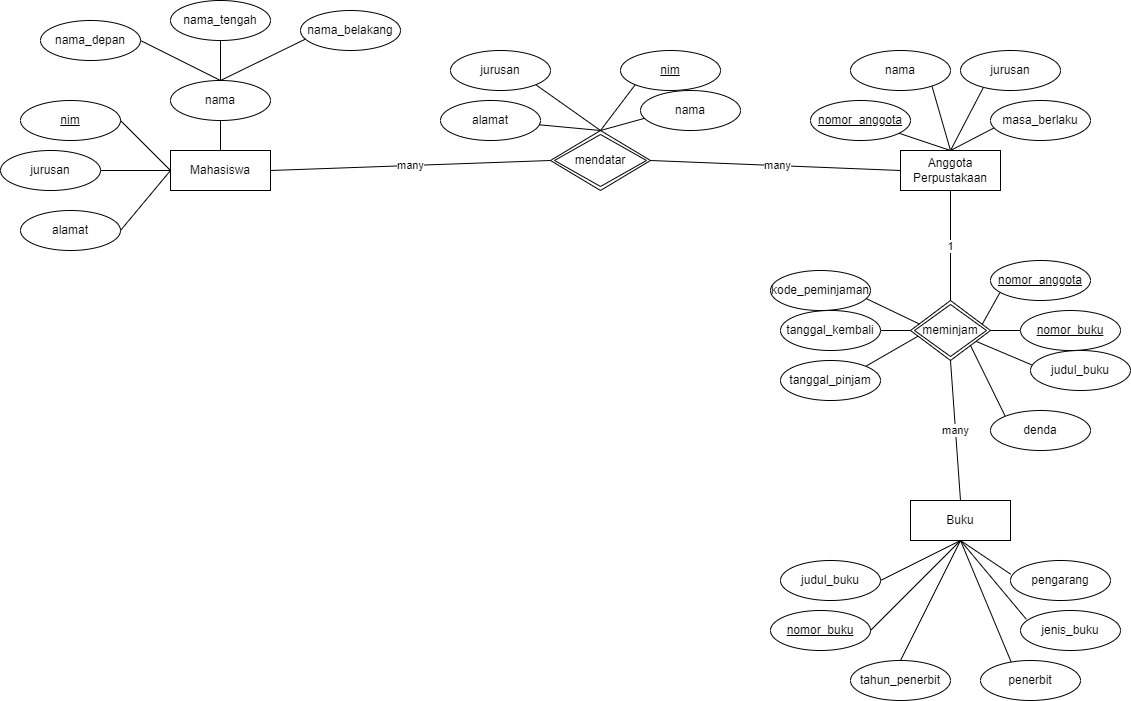 nama_tengah
nama_depan
nama_belakang
nama
nim
jurusan
alamat
Mahasiswa
many
jurusan
nim
alamat
nama
mendatar
many
nama
jurusan
nomor_anggota
masa_berlaku
Anggota
Perpustakaan
1
kode_peminjaman
tanggal_kembali
tanggal_pinjam
meminjam
nomor_anggota
nomor_buku
judul_buku
denda
many
Buku
judul_buku
pengarang
nomor_buku
jenis_buku
tahun_penerbit
penerbit